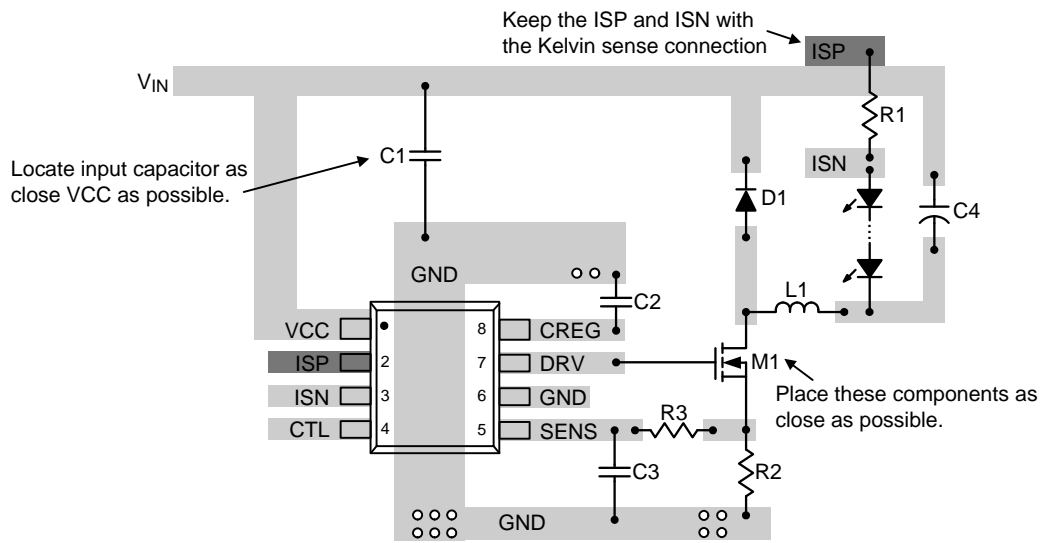 Keep the ISP and ISN with
the Kelvin sense connection
ISP
VIN
R1
C1
Locate input capacitor as
close VCC as possible.
ISN
D1
C4
GND
C2
L1
VCC
8
CREG
ISP
2
7
DRV
M1
ISN
3
6
GND
Place these components as
close as possible.
CTL
4
5
SENS
R3
C3
R2
GND